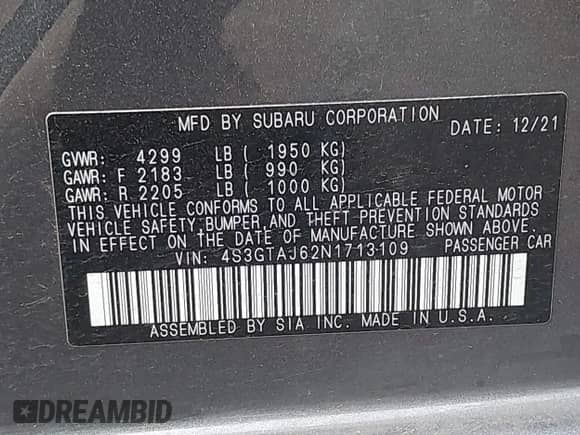 MFD BY SUBARU CORPORATION
DATE: 12/21
GVWR: 4299 LB ( 1950 KG)
GAWR: F 2183 LB ( 990 KG)
GAWR: R 2205 LB ( 1000 KG)
THIS VEHICLE CONFORMS TO ALL APPLICABLE FEDERAL MOTOR
VEHICLE SAFETY, BUMPER, AND THEFT PREVENTION STANDARDS
IN EFFECT ON THE DATE OF MANUFACTURE SHOWN ABOVE.
VIN: 4S3GTAJ62N1713109 PASSENGER CAR
ASSEMBLED BY SIA INC. MADE IN U.S.A.
DREAMBID